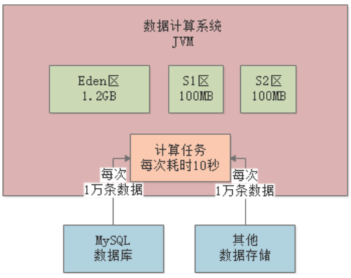 数据计算系统
JVM
Eden区
1.2GB
S1区
100MB
S2区
100MB
计算任务
每次耗时10秒
每次
1万条数据
每次
1万条数据
MySQL
数据库
其他
数据存储